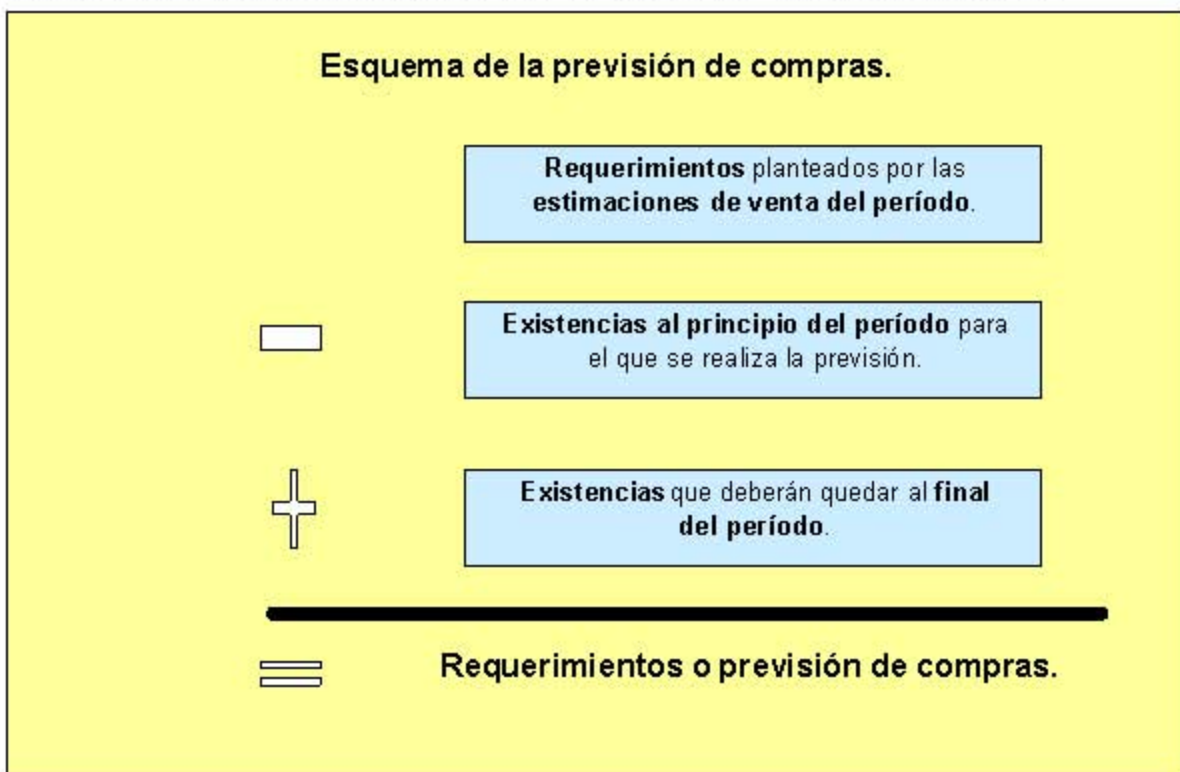 Esquema de la previsión de compras.
Requerimientos planteados por las
estimaciones de venta del período.
Existencias al principio del período para
el que se realiza la previsión.
Existencias que deberán quedar al final
del período.
Requerimientos o previsión de compras.